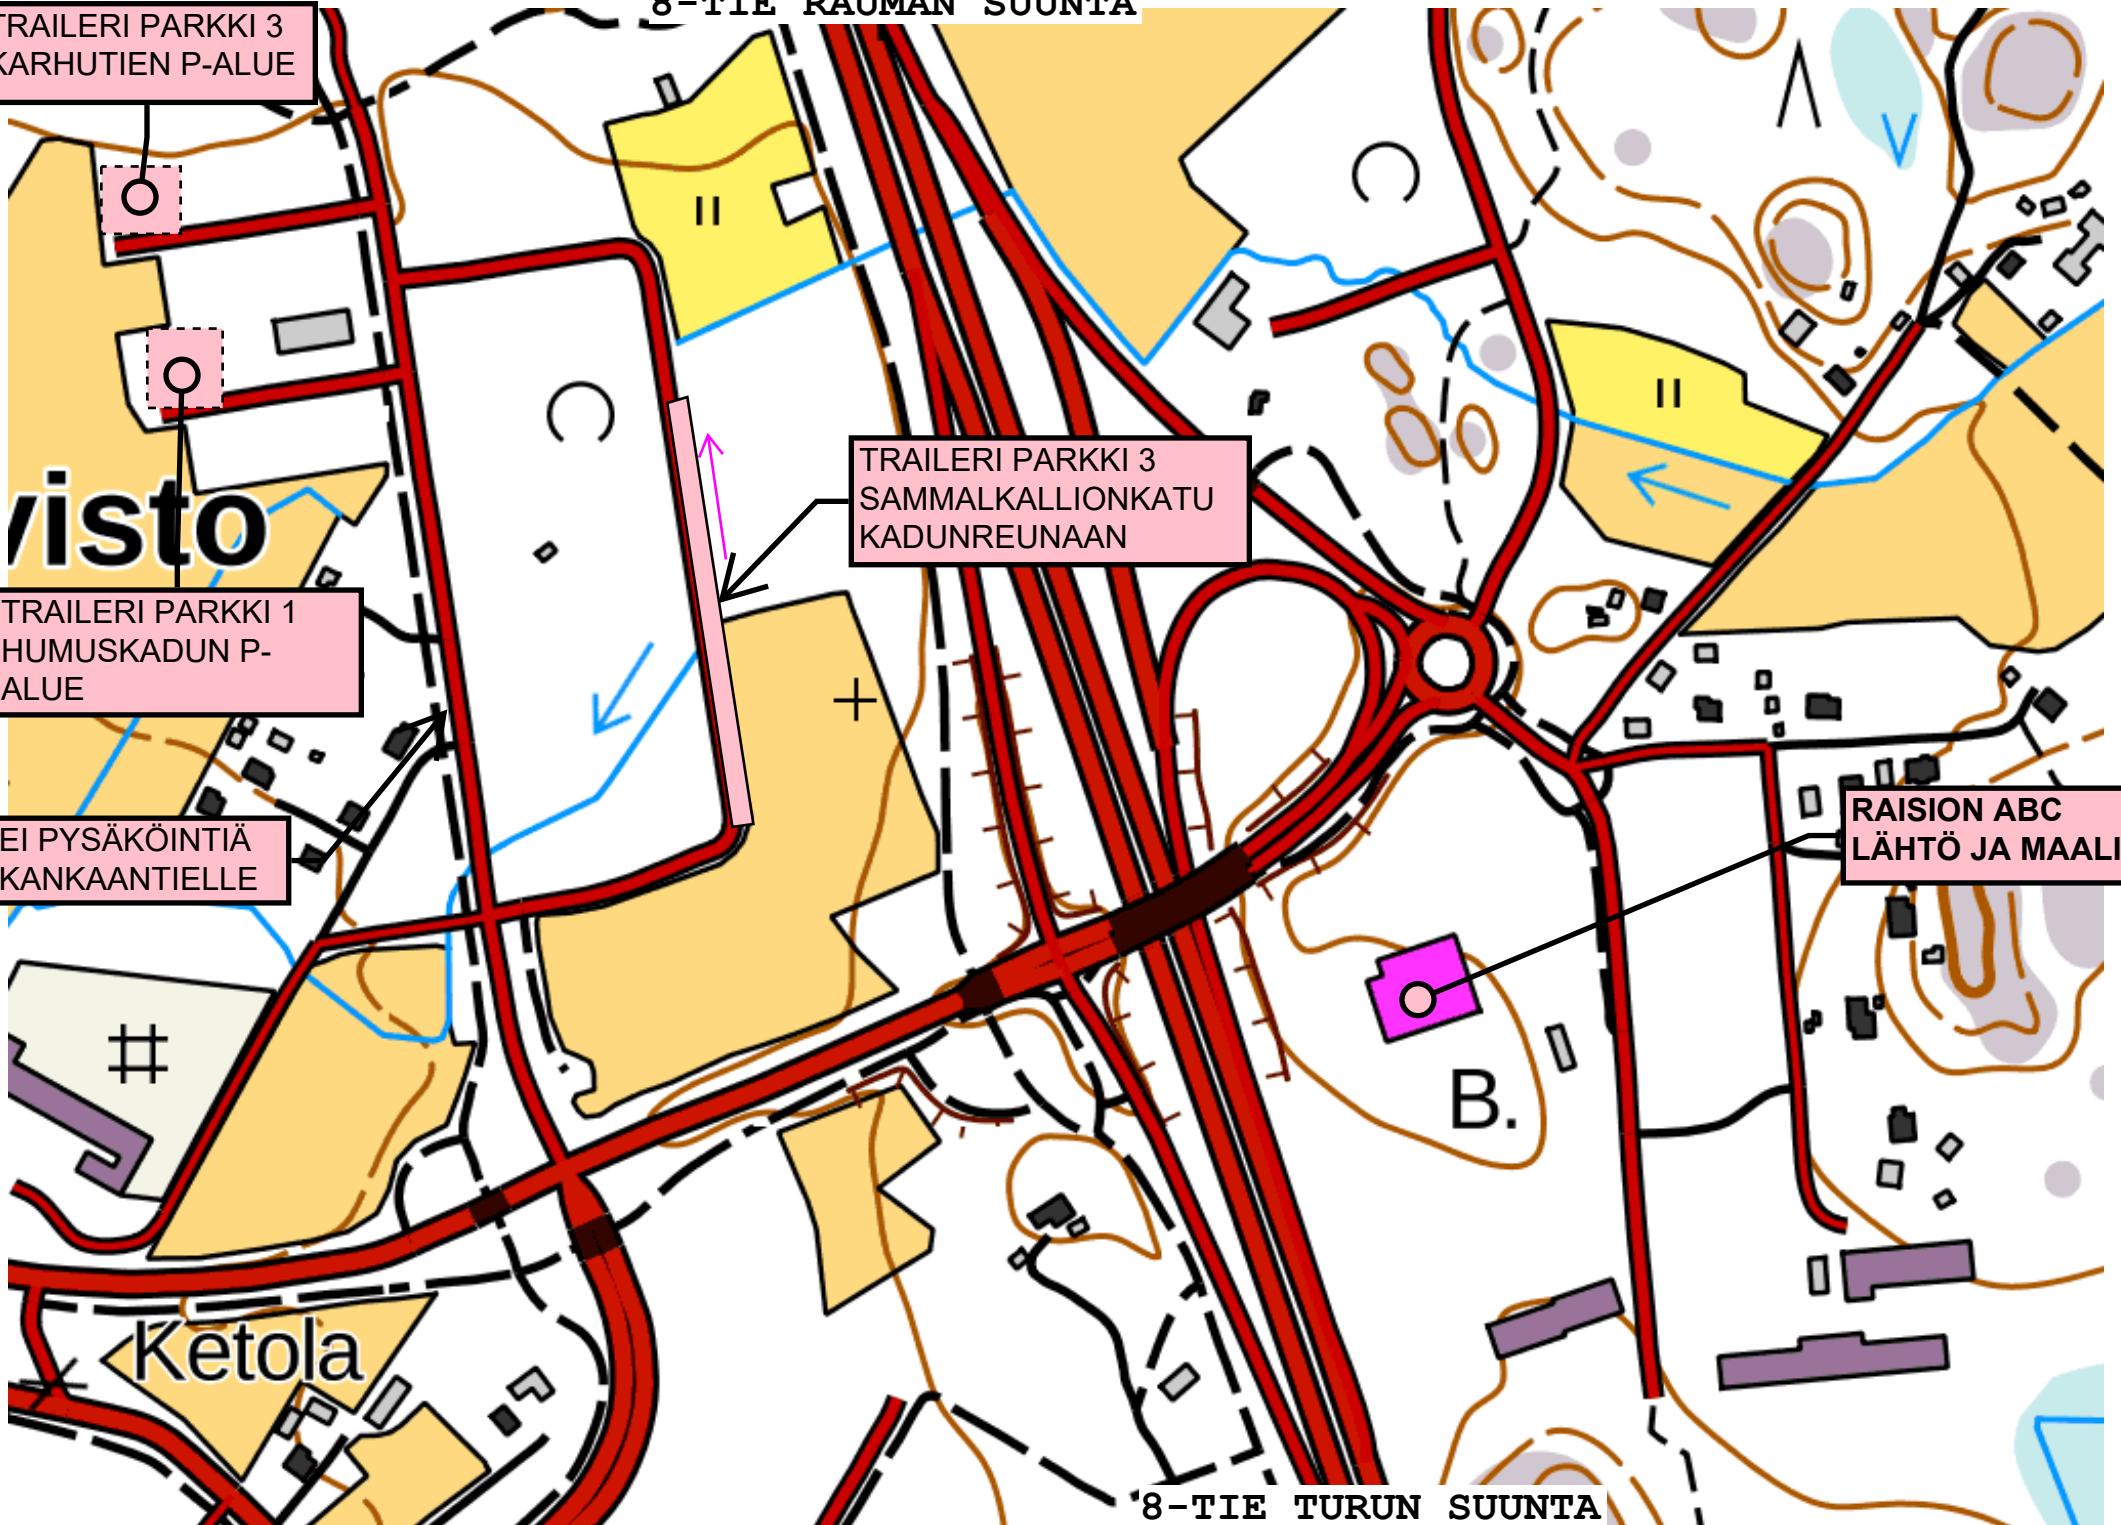 8-TIE RAUMAN SUUNTA
TRAILERI PARKKI 3
KARHUTIEN P-ALUE
TRAILERI PARKKI 3
SAMMALKALLIONKATU
KADUNREUNAAN
visto
TRAILERI PARKKI 1
HUMUSKADUN P-
ALUE
EI PYSÄKÖINTIÄ
KANKAANTIELLE
RAISION ABC
LÄHTÖ JA MAALI
B.
Ketola
8-TIE TURUN SUUNTA